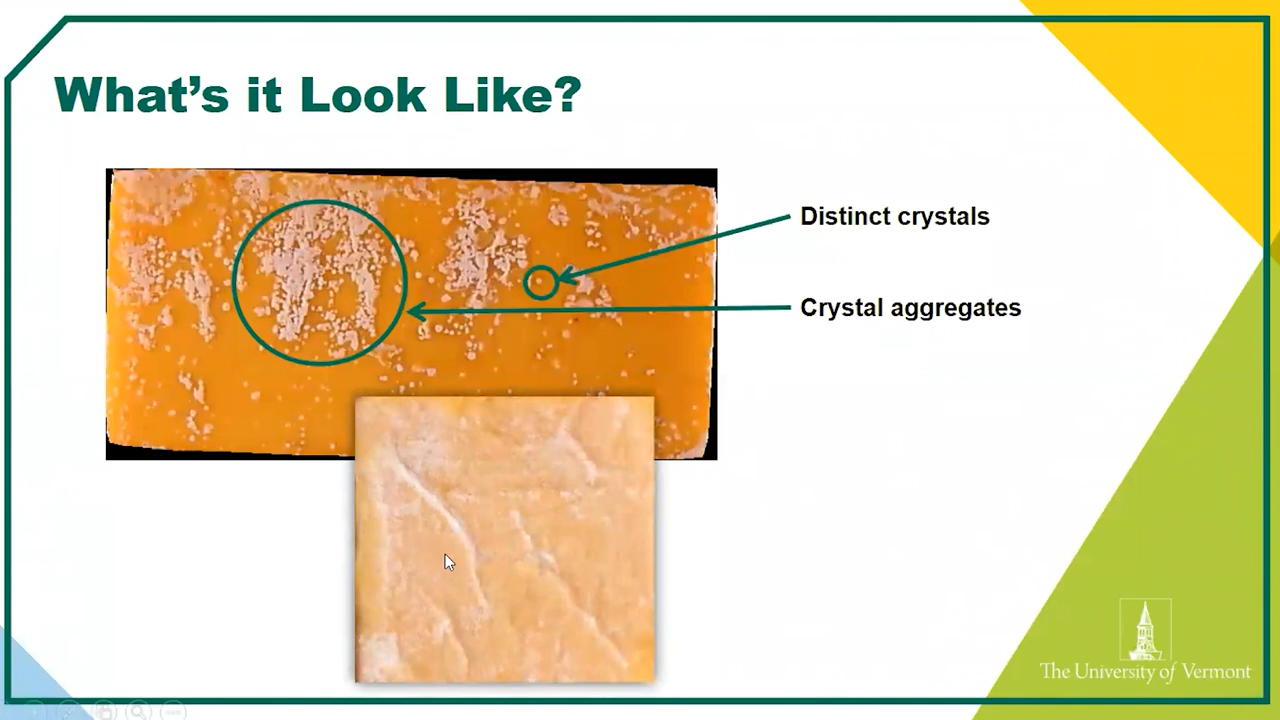 What's it Look Like?
Distinct crystals
Crystal aggregates
The University of Vermont